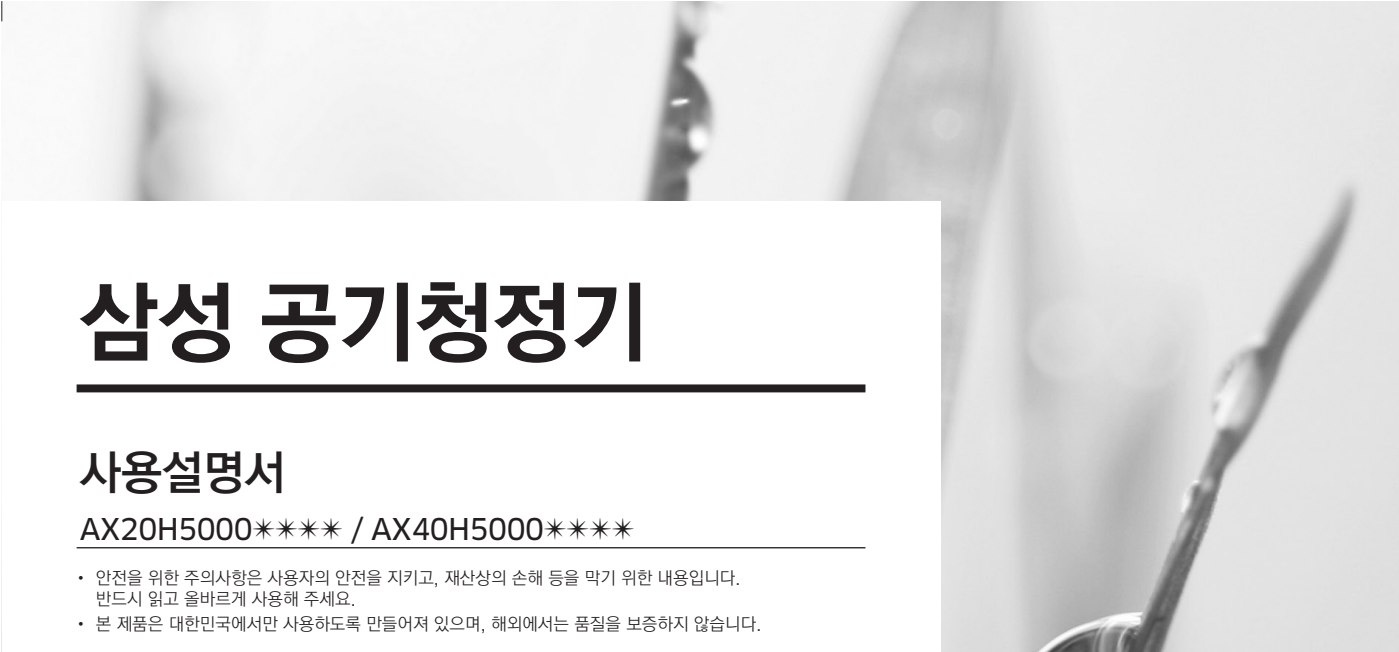 삼성 공기청정기
사용설명서
AX20H5000✴✴✴✴ / AX40H5000✴✴✴✴
• 안전을 위한 주의사항은 사용자의 안전을 지키고, 재산상의 손해 등을 막기 위한 내용입니다.
반드시 읽고 올바르게 사용해 주세요.
• 본 제품은 대한민국에서만 사용하도록 만들어져 있으며, 해외에서는 품질을 보증하지 않습니다.